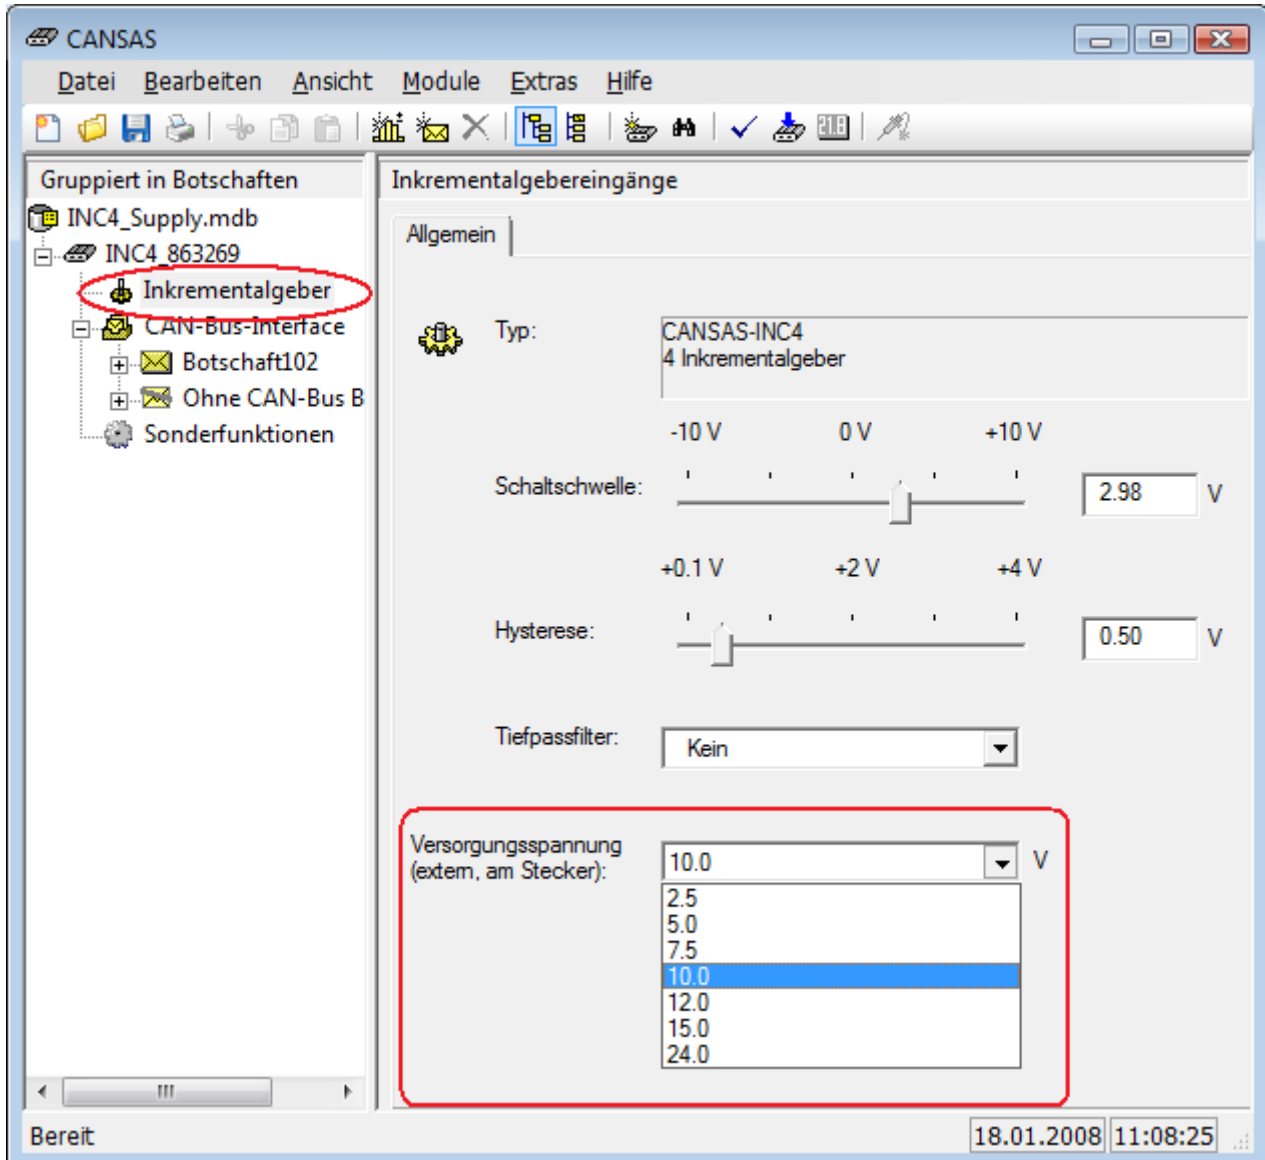 CANSAS
Datei Bearbeiten Ansicht Module Extras Hilfe
21.8
Gruppiert in Botschaften
INC4_Supply.mdb
INC4_863269
Inkrementalgeber
CAN-Bus-Interface
Botschaft102
Ohne CAN-Bus B
Sonderfunktionen
Inkrementalgebereingänge
Allgemein
Typ:
CANSAS-INC4
4 Inkrementalgeber
-10 V 0 V +10 V
Schaltschwelle: 2.98 V
+0.1 V +2 V +4 V
Hysterese: 0.50 V
Tiefpassfilter: Kein
Versorgungsspannung
(extern, am Stecker):
10.0 V
2.5
5.0
7.5
10.0
12.0
15.0
24.0
Bereit 18.01.2008 11:08:25